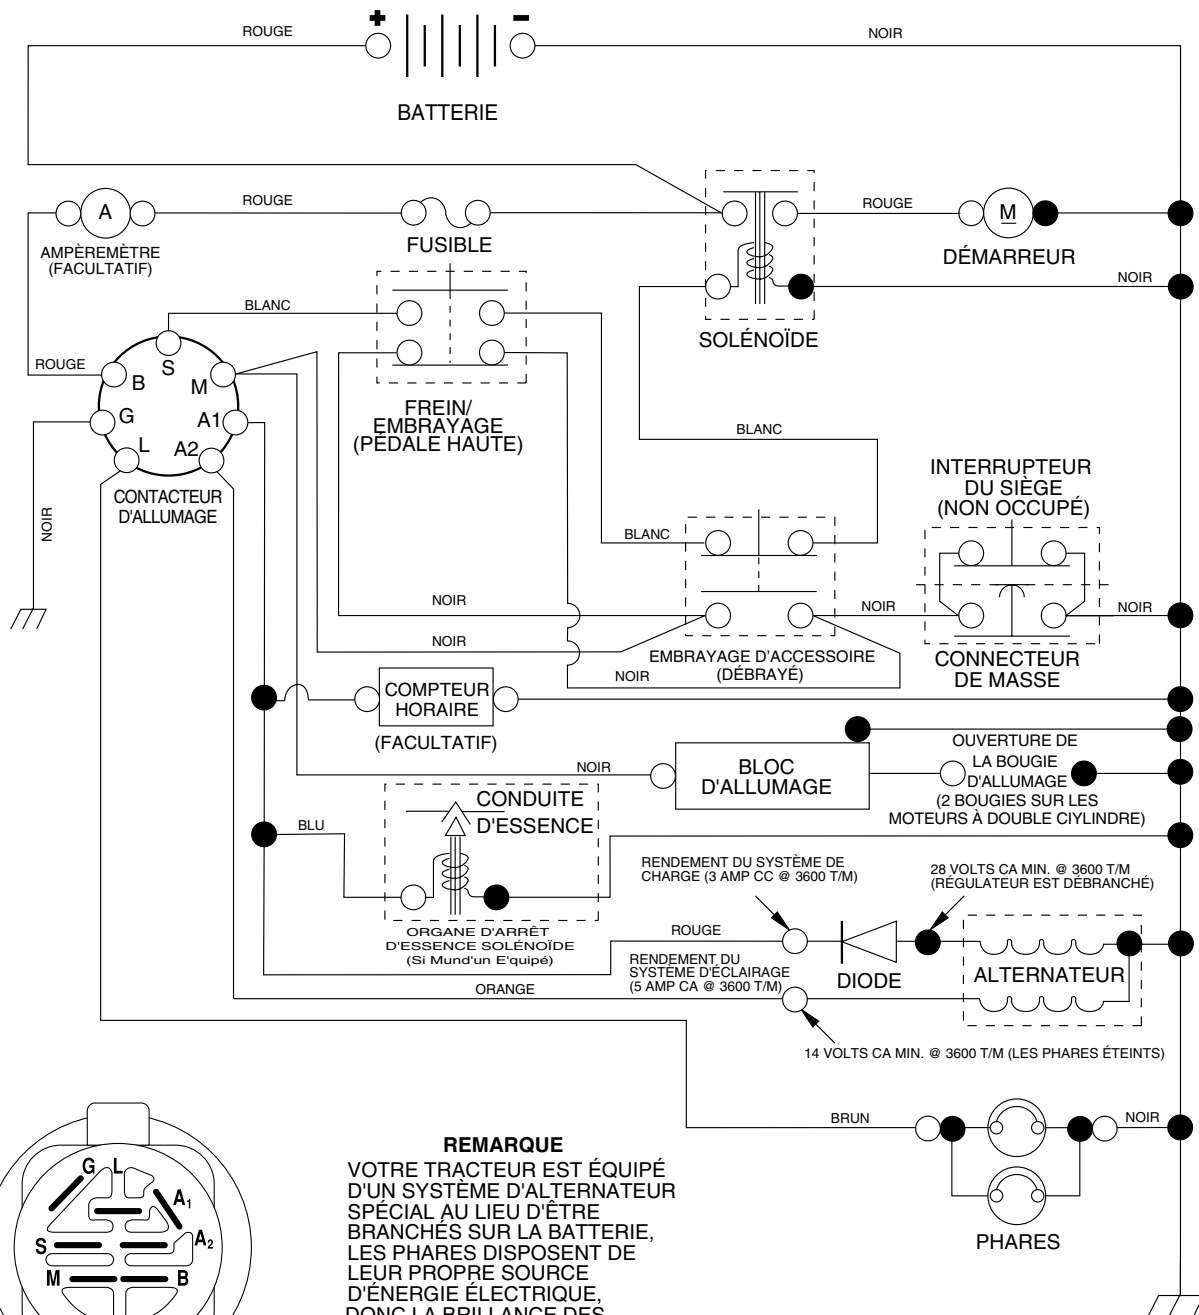 + -
ROUGE
NOIR
BATTERIE
A
ROUGE
ROUGE
M
AMPÈREMÈTRE
(FACULTATIF)
FUSIBLE
DÉMARREUR
NOIR
BLANC
SOLÉNOÏDE
ROUGE
S
B
M
G
A1
L
A2
FREIN/
EMBRAYAGE
(PÉDALE HAUTE)
BLANC
CONTACTEUR
D'ALLUMAGE
NOIR
INTERRUPTEUR
DU SIÈGE
(NON OCCUPÉ)
BLANC
NOIR
NOIR
NOIR
NOIR
EMBRAYAGE D'ACCESSOIRE
(DÉBRAYÉ)
NOIR
CONNECTEUR
DE MASSE
COMPTEUR
HORAIRE
(FACULTATIF)
NOIR
BLOC
D'ALLUMAGE
OUVERTURE DE
LA BOUGIE
D'ALLUMAGE
(2 BOUGIES SUR LES
MOTEURS À DOUBLE CIYLINDRE)
CONDUITE
D'ESSENCE
BLU
ORGANE D'ARRÊT
D'ESSENCE SOLÉNOÏDE
(Si Mund'un E'quipé)
RENDEMENT DU SYSTÈME DE
CHARGE (3 AMP CC @ 3600 T/M)
28 VOLTS CA MIN. @ 3600 T/M
(RÉGULATEUR EST DÉBRANCHÉ)
ROUGE
RENDEMENT DU
SYSTÈME D'ÉCLAIRAGE
(5 AMP CA @ 3600 T/M)
DIODE
ALTERNATEUR
ORANGE
14 VOLTS CA MIN. @ 3600 T/M (LES PHARES ÉTEINTS)
BRUN
NOIR
PHARES
G L
A1
A2
S
M B
REMARQUE
VOTRE TRACTEUR EST ÉQUIPÉ
D'UN SYSTÈME D'ALTERNATEUR
SPÉCIAL AU LIEU D'ÊTRE
BRANCHÉS SUR LA BATTERIE,
LES PHARES DISPOSENT DE
LEUR PROPRE SOURCE
D'ÉNERGIE ÉLECTRIQUE,
DONC LA BRILLANCE DES